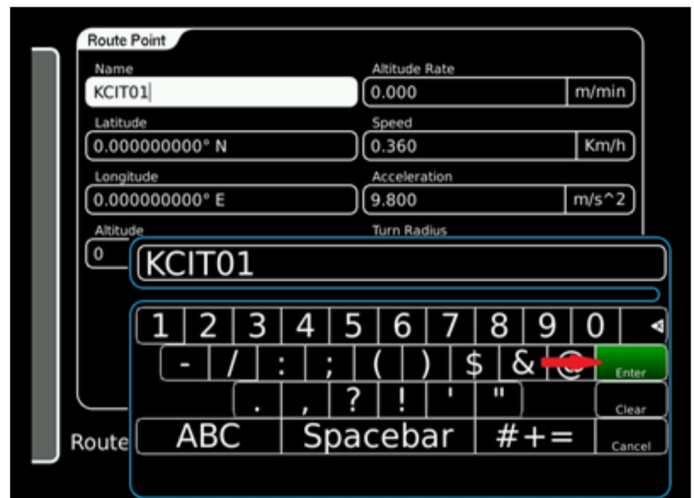 Route Point
Name
KCIT01
Altitude Rate
0.000 m/min
Latitude
0.000000000° N
Speed
0.360 Km/h
Longitude
0.000000000° E
Acceleration
9.800 m/s^2
Altitude
0
Turn Radius
KCIT01
1 2 3 4 5 6 7 8 9 0
- / : ; ( ) $ & @ Enter
. , ? ! ' " Clear
Route
ABC Spacebar #+= Cancel